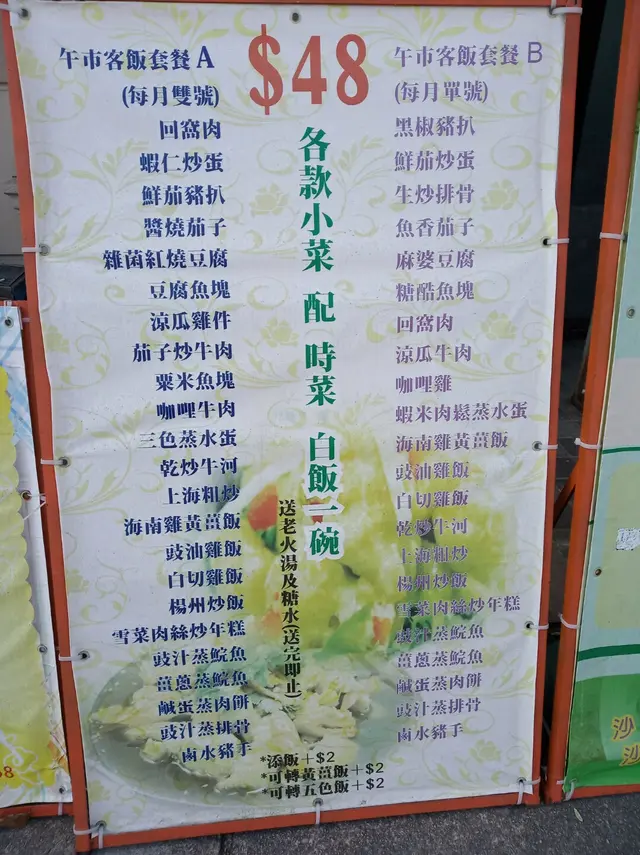 $48
午市客飯套餐 A
(每月雙號)
回窩肉
蝦仁炒蛋
鮮茄豬扒
醬燒茄子
雜菌紅燒豆腐
豆腐魚塊
涼瓜雞件
茄子炒牛肉
粟米魚塊
咖哩牛肉
三色蒸水蛋
乾炒牛河
上海粗炒
海南雞黃薑飯
豉油雞飯
白切雞飯
楊州炒飯
雪菜肉絲炒年糕
豉汁蒸鯇魚
薑蔥蒸鯇魚
鹹蛋蒸肉餅
豉汁蒸排骨
鹵水豬手
各款小菜 配 時菜 白飯一碗
送老火湯及糖水(送完即止)
午市客飯套餐 B
(每月單號)
黑椒豬扒
鮮茄炒蛋
生炒排骨
魚香茄子
麻婆豆腐
糖酷魚塊
回窩肉
涼瓜牛肉
咖哩雞
蝦米肉鬆蒸水蛋
海南雞黃薑飯
豉油雞飯
白切雞飯
乾炒牛河
上海粗炒
楊州炒飯
雪菜肉絲炒年糕
豉汁蒸鯇魚
薑蔥蒸鯇魚
鹹蛋蒸肉餅
豉汁蒸排骨
鹵水豬手
*添飯＋$2
*可轉黃薑飯＋$2
*可轉五色飯＋$2
沙
沙
8